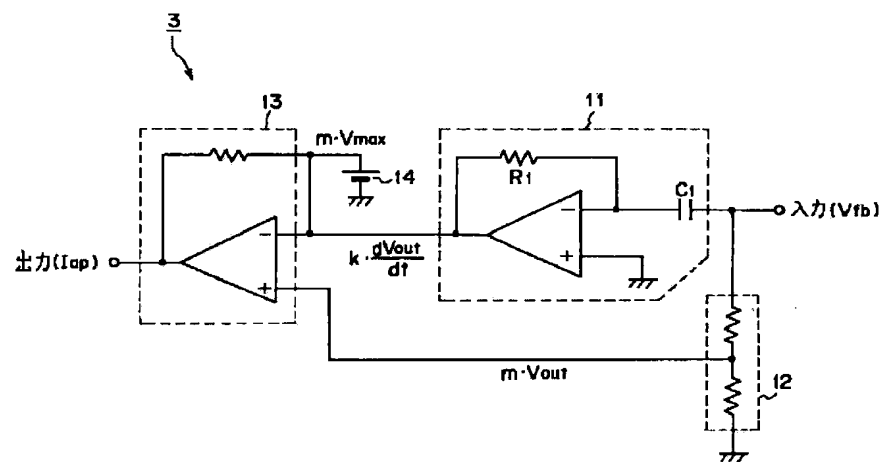 3
13
11
m·Vmax
14
R1
C1
入力(Vfb)
−
+
−
+
出力(Iap)
k·dVout/dt
m·Vout
12